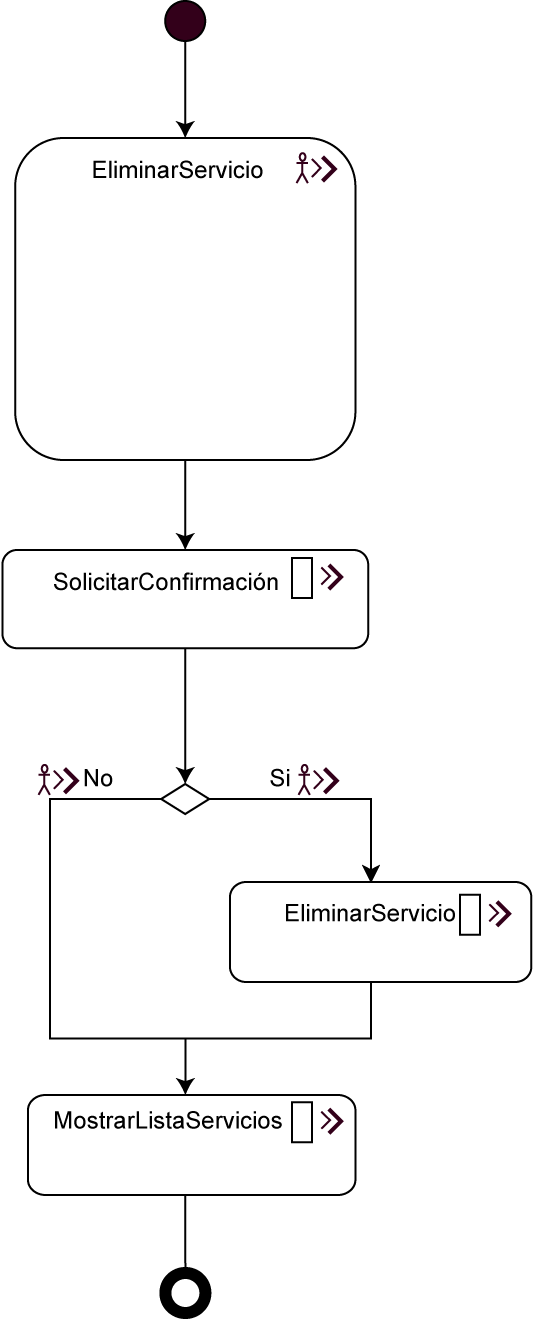 EliminarServicio
SolicitarConfirmación
No
Si
EliminarServicio
MostrarListaServicios